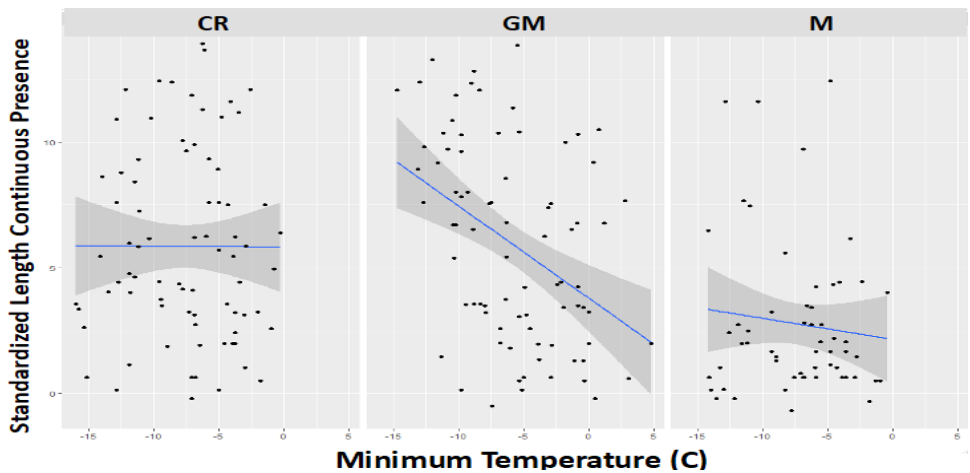 CR GM M
Standardized Length Continuous Presence
10
5
0
-15 -10 -5 0 5 -15 -10 -5 0 5 -15 -10 -5 0 5
Minimum Temperature (C)